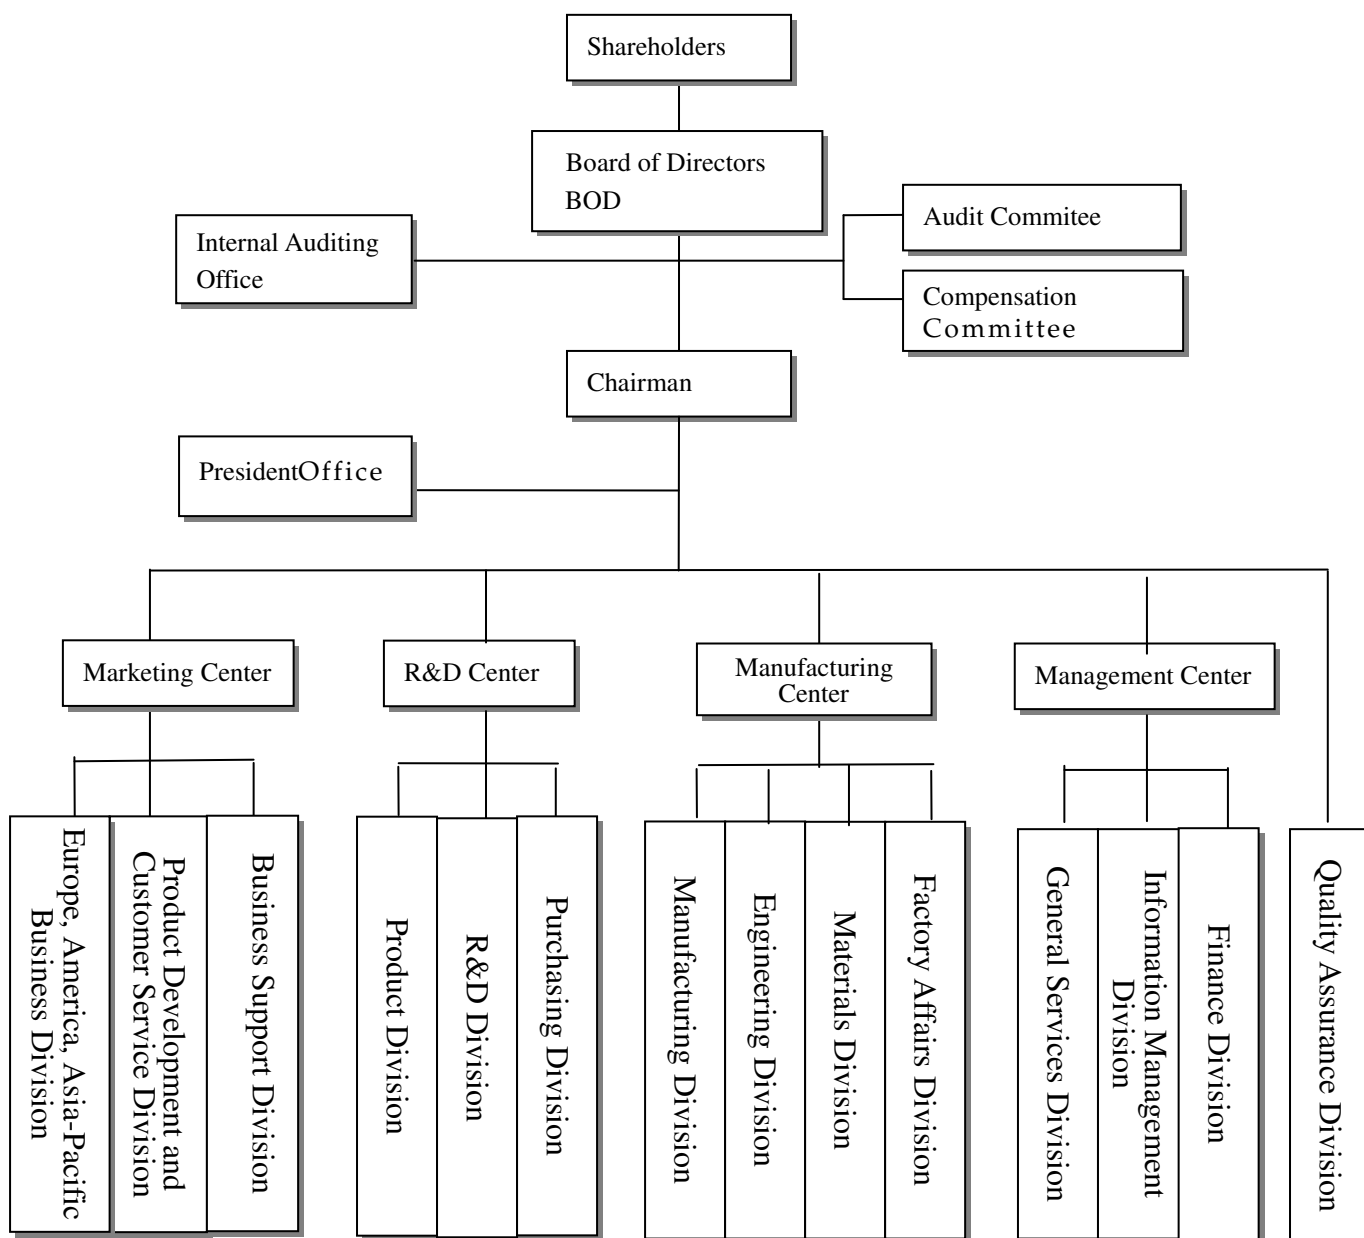 Shareholders
Board of Directors
BOD
Internal Auditing
Office
Audit Commitee
Compensation
Committee
Chairman
PresidentOffice
Marketing Center
R&D Center
Manufacturing
Center
Management Center
Europe, America, Asia-Pacific
Business Division
Product Development and
Customer Service Division
Business Support Division
Product Division
R&D Division
Purchasing Division
Manufacturing Division
Engineering Division
Materials Division
Factory Affairs Division
General Services Division
Information Management
Division
Finance Division
Quality Assurance Division